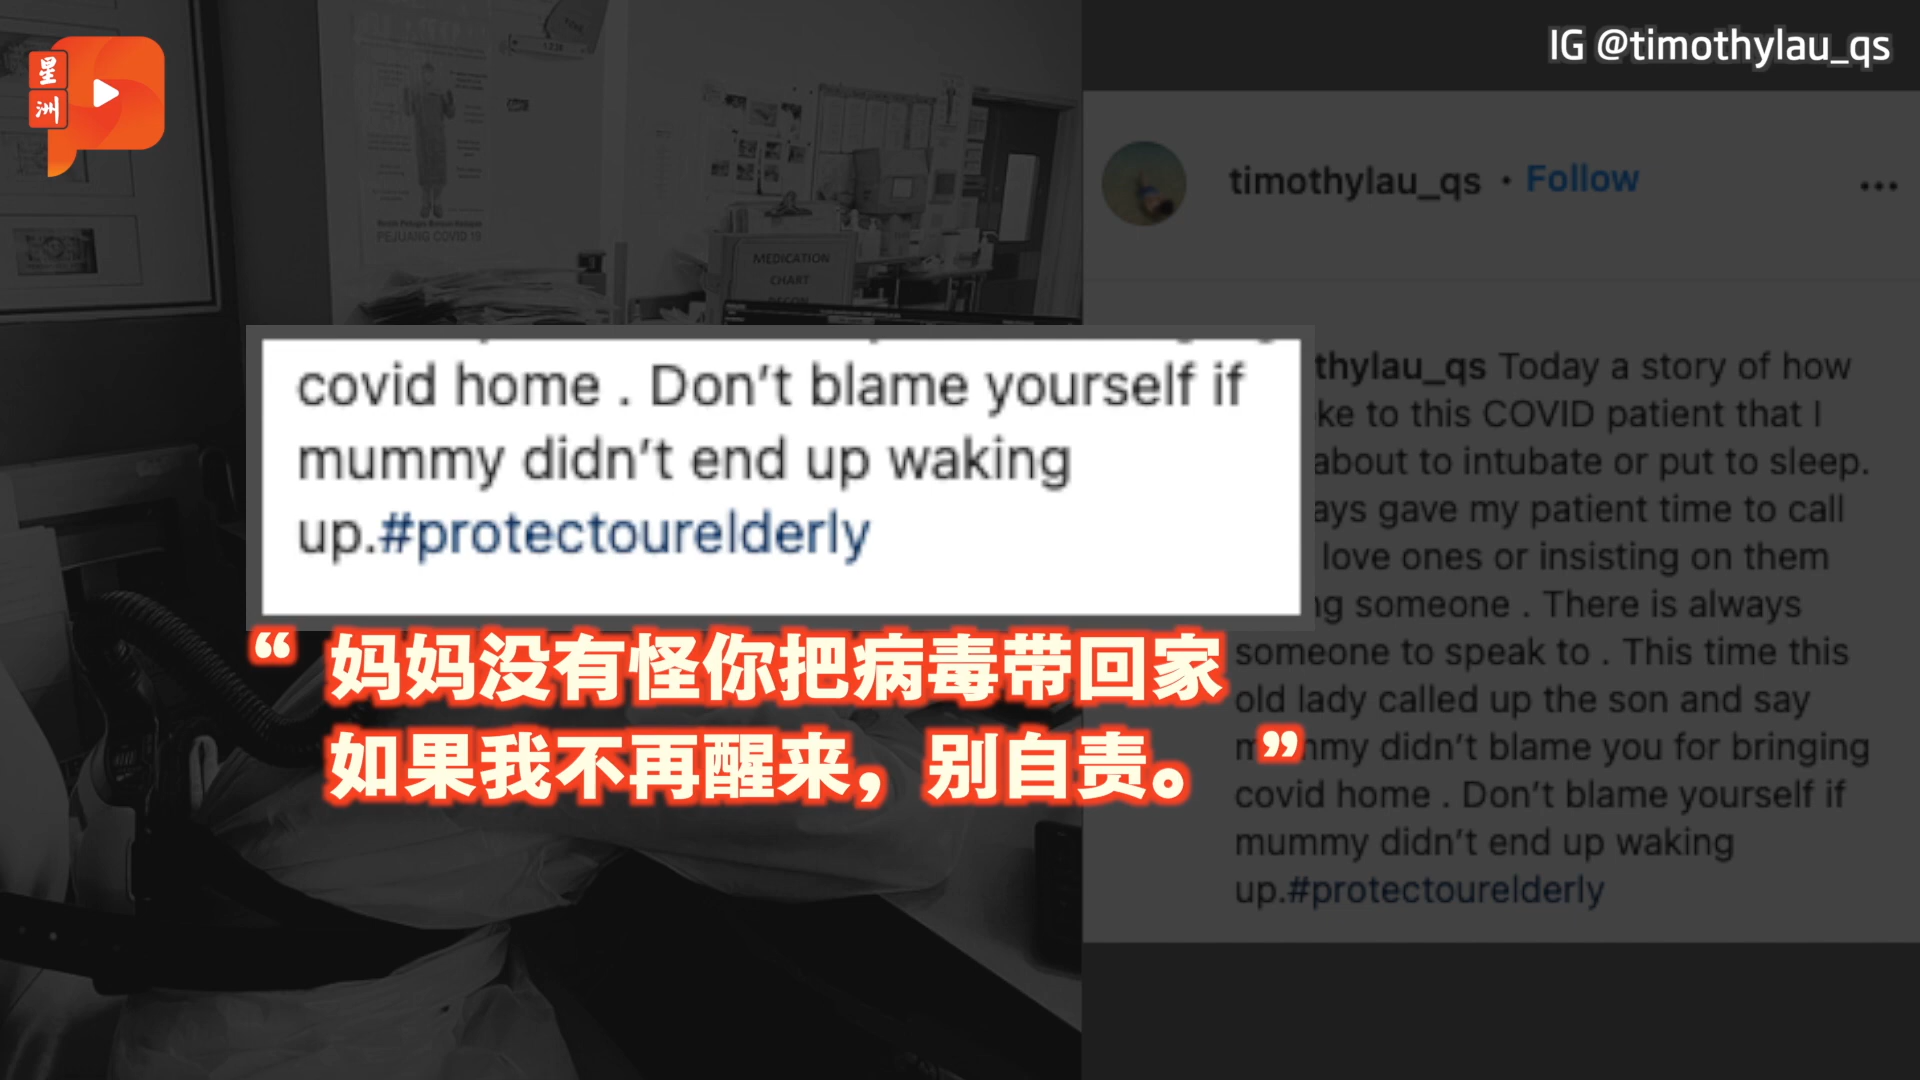 星
洲
IG @timothylau_qs
PEJUANG COVID 19
MEDICATION
CHART
timothylau_qs • Follow
...
covid home . Don't blame yourself if
mummy didn't end up waking
up.#protectourelderly
“ 妈妈没有怪你把病毒带回家
如果我不再醒来，别自责。 ”
thylau_qs Today a story of how
ke to this COVID patient that I
about to intubate or put to sleep.
ays gave my patient time to call
love ones or insisting on them
ng someone . There is always
someone to speak to . This time this
old lady called up the son and say
mummy didn't blame you for bringing
covid home . Don't blame yourself if
mummy didn't end up waking
up.#protectourelderly